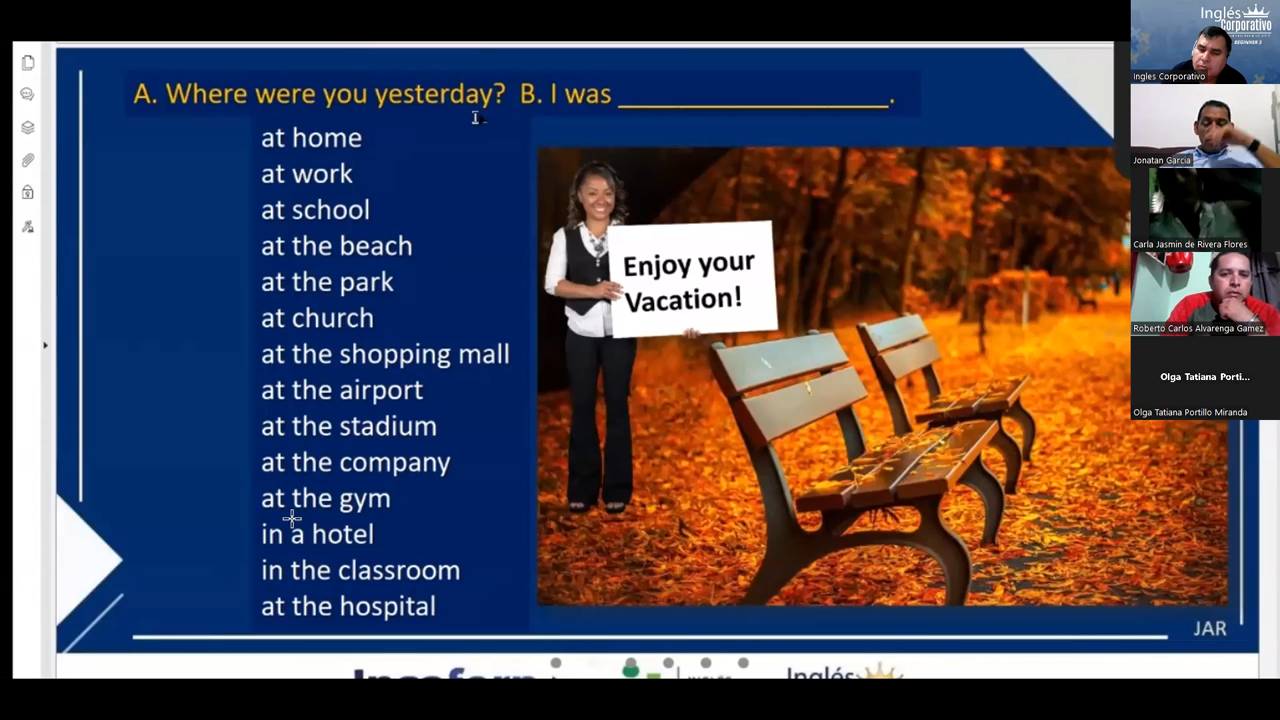 A. Where were you yesterday? B. I was ____________________.
at home
at work
at school
at the beach
at the park
at church
at the shopping mall
at the airport
at the stadium
at the company
at the gym
in a hotel
in the classroom
at the hospital
Enjoy your
Vacation!
JAR
Inglés
Inglés
Corporativo
BEGINNER 2
Ingles Corporativo
Jonatan Garcia
Carla Jasmin de Rivera Flores
Roberto Carlos Alvarenga Gamez
Olga Tatiana Porti...
Olga Tatiana Portillo Miranda